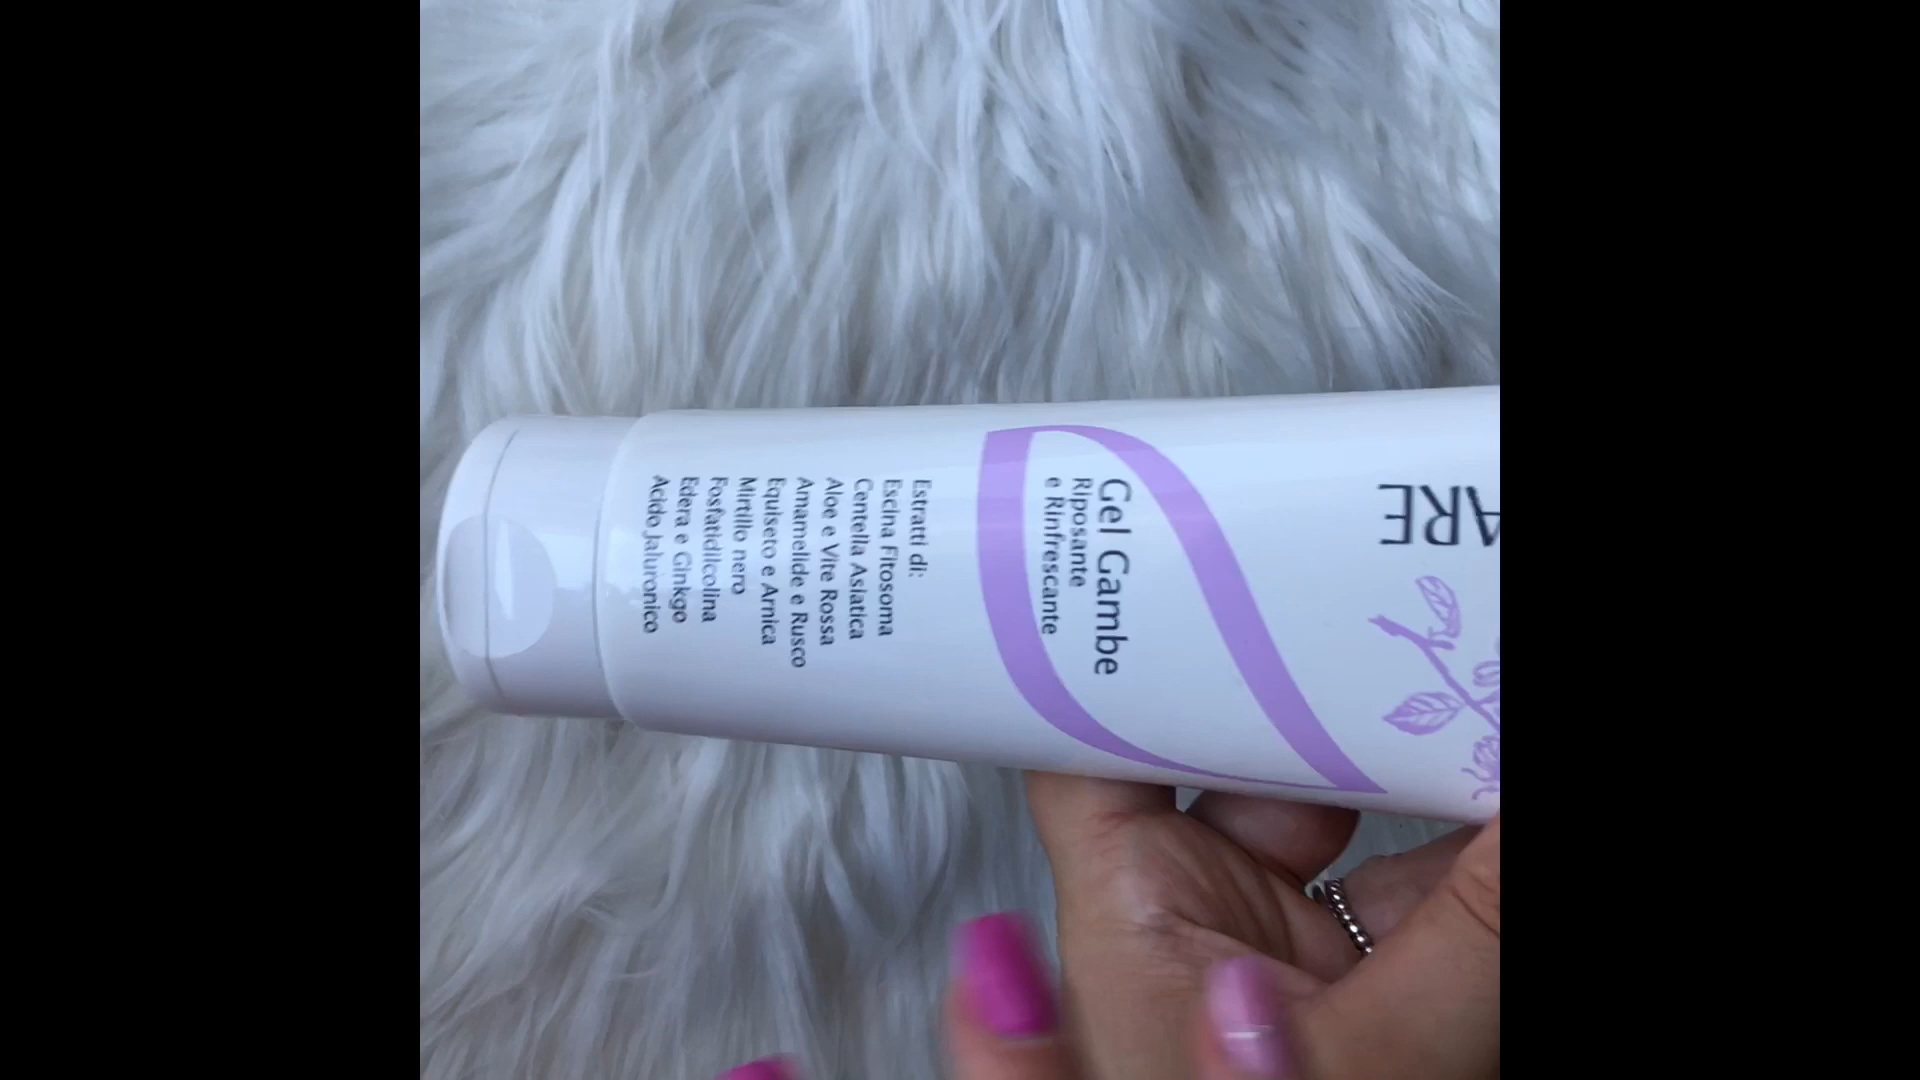 ARE
Gel Gambe
Riposante
e Rinfrescante
Estratti di:
Escina Fitosoma
Centella Asiatica
Aloe e Vite Rossa
Amamelide e Rusco
Equiseto e Arnica
Mirtillo nero
Fosfatidilcolina
Edera e Ginkgo
Acido Jaluronico